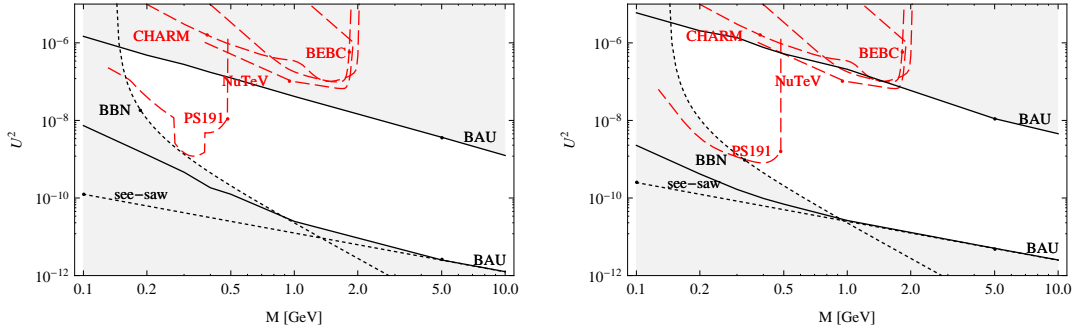 10⁻⁶
10⁻⁸
10⁻¹⁰
10⁻¹²
U²
CHARM
BEBC
NuTeV
BBN
PS191
BAU
see−saw
BAU
0.1 0.2 0.5 1.0 2.0 5.0 10.0
M [GeV]
10⁻⁶
10⁻⁸
10⁻¹⁰
10⁻¹²
U²
CHARM
BEBC
NuTeV
BAU
PS191
BBN
see−saw
BAU
0.1 0.2 0.5 1.0 2.0 5.0 10.0
M [GeV]